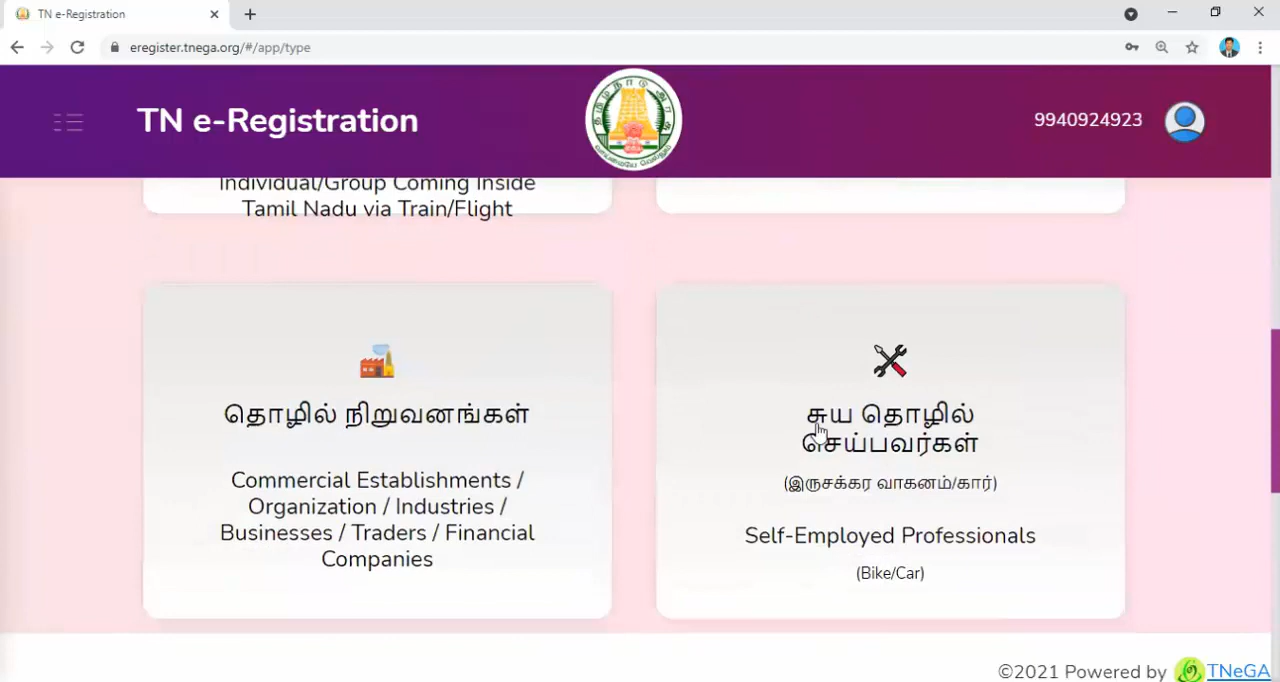 TN e-Registration
eregister.tnega.org/#/app/type
TN e-Registration
9940924923
Individual/Group Coming Inside
Tamil Nadu via Train/Flight
தொழில் நிறுவனங்கள்
Commercial Establishments /
Organization / Industries /
Businesses / Traders / Financial
Companies
சுய தொழில்
செய்பவர்கள்
(இருசக்கர வாகனம்/கார்)
Self-Employed Professionals
(Bike/Car)
©2021 Powered by TNeGA